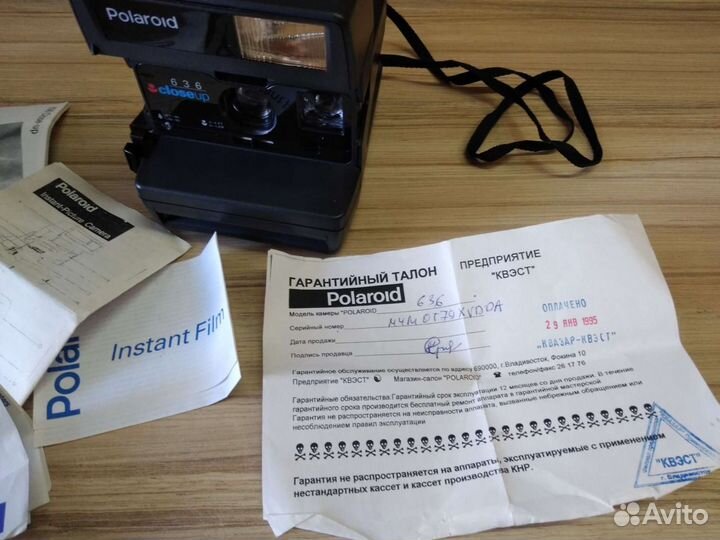 Polaroid
636
closeup
Polaroid
Instant-Picture Camera
Polaroid
Instant Film
ГАРАНТИЙНЫЙ ТАЛОН
ПРЕДПРИЯТИЕ
"КВЭСТ"
Polaroid
Модель камеры "POLAROID 636
Серийный номер
Дата продажи
Подпись продавца
ОПЛАЧЕНО
29 ЯНВ 1995
„КВАЗАР-КВЭСТ"
Гарантийное обслуживание осуществляется по адресу 690000, г.Владивосток, Фокина 10
Предприятие "КВЭСТ" Магазин-салон "POLAROID" телефон/факс 26 17 76
Гарантийные обязательства.Гарантийный срок эксплуатации 12 месяцев со дня продажи. В течение
гарантийного срока производится бесплатный ремонт аппарата в гарантийной мастерской
Гарантия не распространяется на неисправности аппарата, вызванные небрежным обращением или
несоблюдением правил эксплуатации
Гарантия не распространяется на аппараты, эксплуатируемые с применением
нестандартных кассет и кассет производства КНР.
"КВЭСТ"
г. Владивосток
Avito